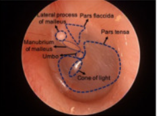 Lateral process
of malleus
Pars flaccida
Pars tensa
Manubrium
of malleus
Umbo
Cone of light